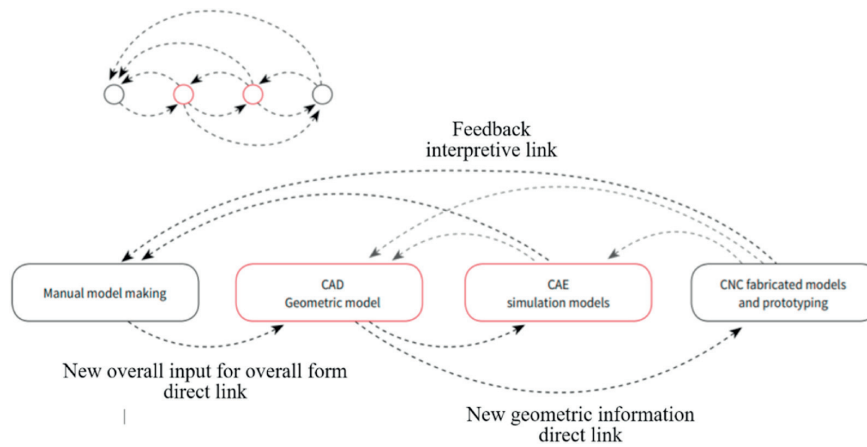 Feedback
interpretive link
Manual model making
CAD
Geometric model
CAE
simulation models
CNC fabricated models
and prototyping
New overall input for overall form
direct link
New geometric information
direct link